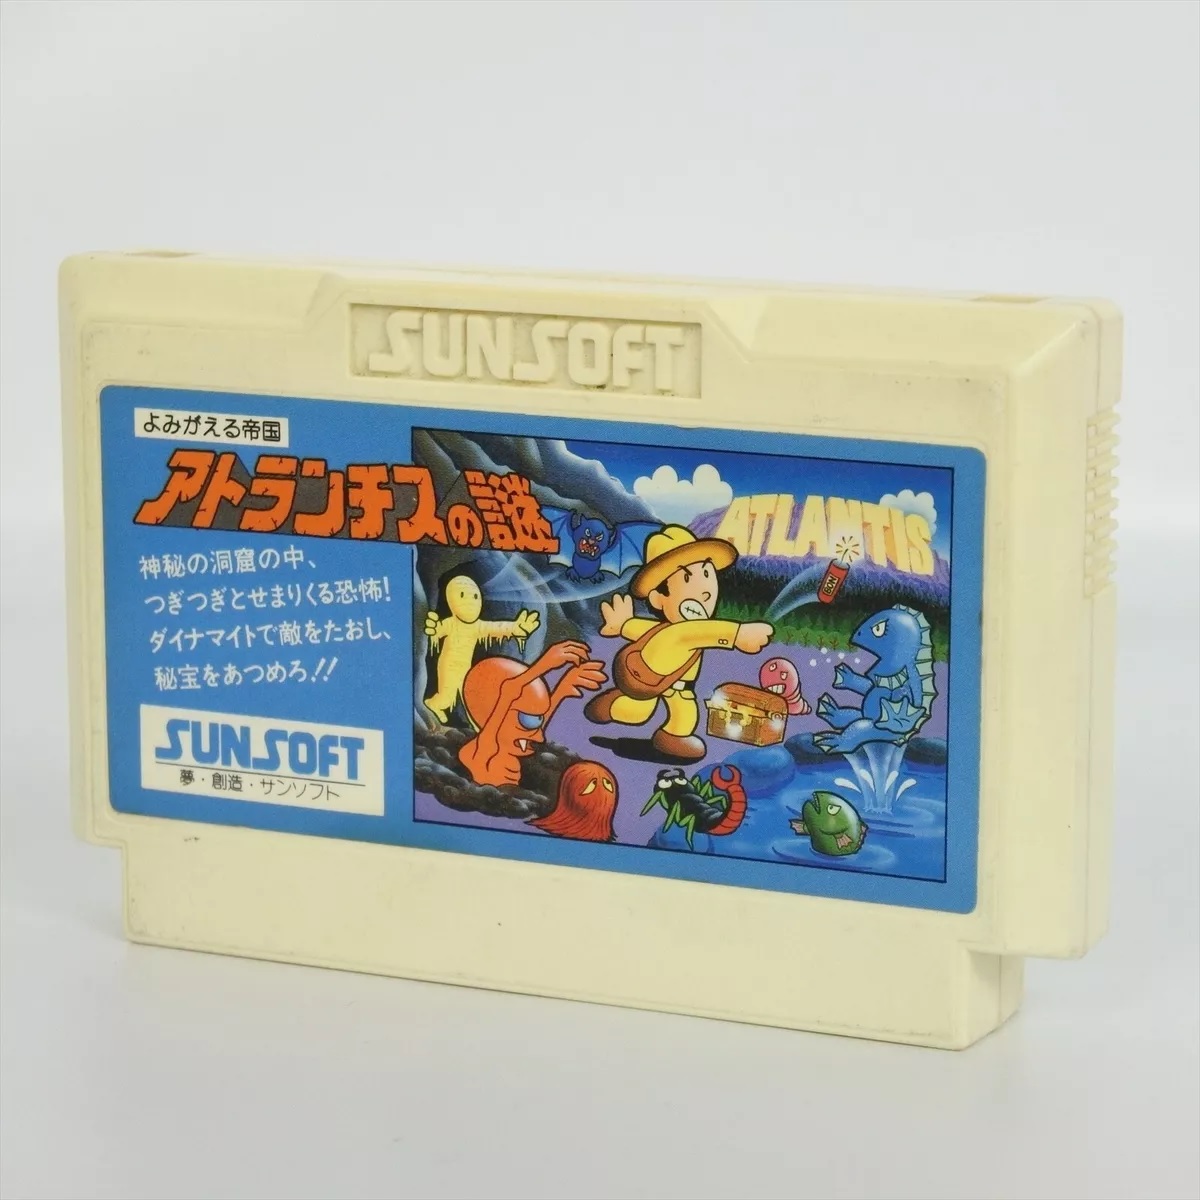 SUNSOFT
よみがえる帝国
アトランチスの謎
神秘の洞窟の中、
つぎつぎとせまりくる恐怖!
ダイナマイトで敵をたおし、
秘宝をあつめろ!!
SUNSOFT
夢・創造・サンソフト
ATLANTIS
BON